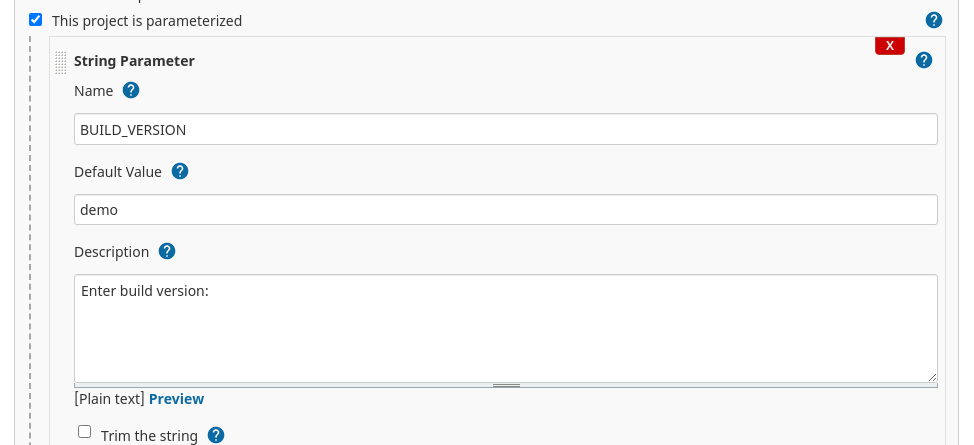 This project is parameterized
?
X
String Parameter
?
Name ?
BUILD_VERSION
Default Value ?
demo
Description ?
Enter build version:
[Plain text] Preview
Trim the string ?